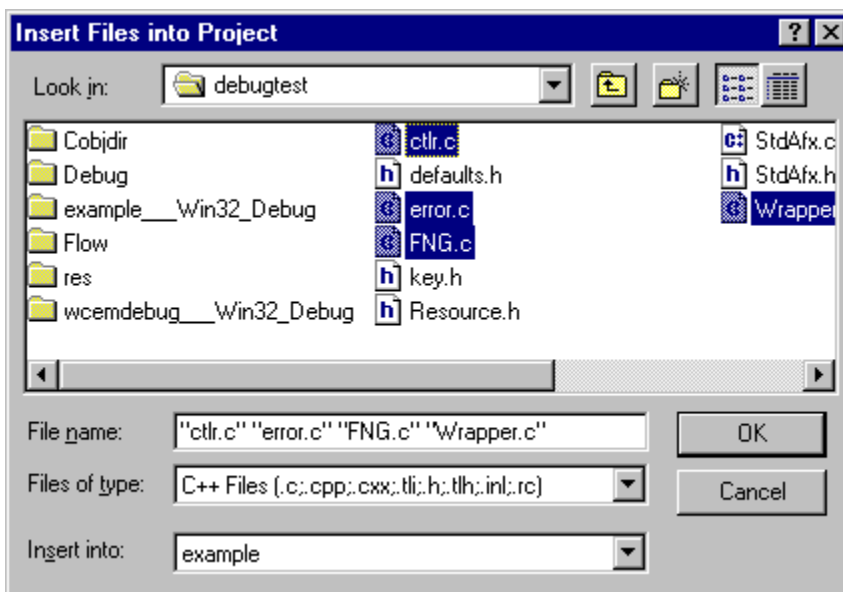 Insert Files into Project
Look in: debugtest
Cobjdir
Debug
example___Win32_Debug
Flow
res
wcemdebug___Win32_Debug
ctlr.c
defaults.h
error.c
FNG.c
key.h
Resource.h
StdAfx.c
StdAfx.h
Wrapper
File name: "ctlr.c" "error.c" "FNG.c" "Wrapper.c"
OK
Files of type: C++ Files (.c;.cpp;.cxx;.tli;.h;.tlh;.inl;.rc)
Cancel
Insert into: example